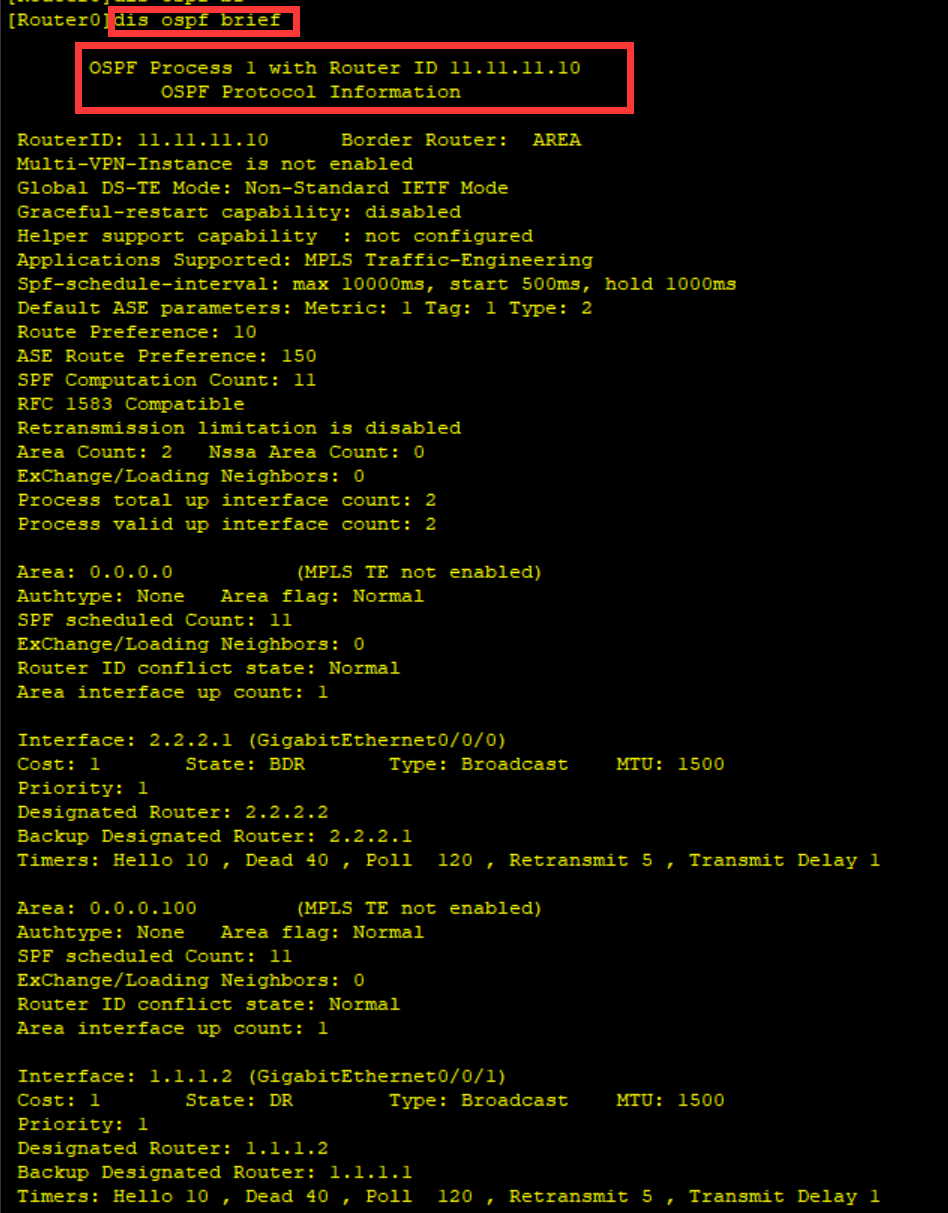 [Router0]dis ospf brief
OSPF Process 1 with Router ID 11.11.11.10
OSPF Protocol Information
RouterID: 11.11.11.10 Border Router: AREA
Multi-VPN-Instance is not enabled
Global DS-TE Mode: Non-Standard IETF Mode
Graceful-restart capability: disabled
Helper support capability : not configured
Applications Supported: MPLS Traffic-Engineering
Spf-schedule-interval: max 10000ms, start 500ms, hold 1000ms
Default ASE parameters: Metric: 1 Tag: 1 Type: 2
Route Preference: 10
ASE Route Preference: 150
SPF Computation Count: 11
RFC 1583 Compatible
Retransmission limitation is disabled
Area Count: 2 Nssa Area Count: 0
ExChange/Loading Neighbors: 0
Process total up interface count: 2
Process valid up interface count: 2
Area: 0.0.0.0 (MPLS TE not enabled)
Authtype: None Area flag: Normal
SPF scheduled Count: 11
ExChange/Loading Neighbors: 0
Router ID conflict state: Normal
Area interface up count: 1
Interface: 2.2.2.1 (GigabitEthernet0/0/0)
Cost: 1 State: BDR Type: Broadcast MTU: 1500
Priority: 1
Designated Router: 2.2.2.2
Backup Designated Router: 2.2.2.1
Timers: Hello 10 , Dead 40 , Poll 120 , Retransmit 5 , Transmit Delay 1
Area: 0.0.0.100 (MPLS TE not enabled)
Authtype: None Area flag: Normal
SPF scheduled Count: 11
ExChange/Loading Neighbors: 0
Router ID conflict state: Normal
Area interface up count: 1
Interface: 1.1.1.2 (GigabitEthernet0/0/1)
Cost: 1 State: DR Type: Broadcast MTU: 1500
Priority: 1
Designated Router: 1.1.1.2
Backup Designated Router: 1.1.1.1
Timers: Hello 10 , Dead 40 , Poll 120 , Retransmit 5 , Transmit Delay 1